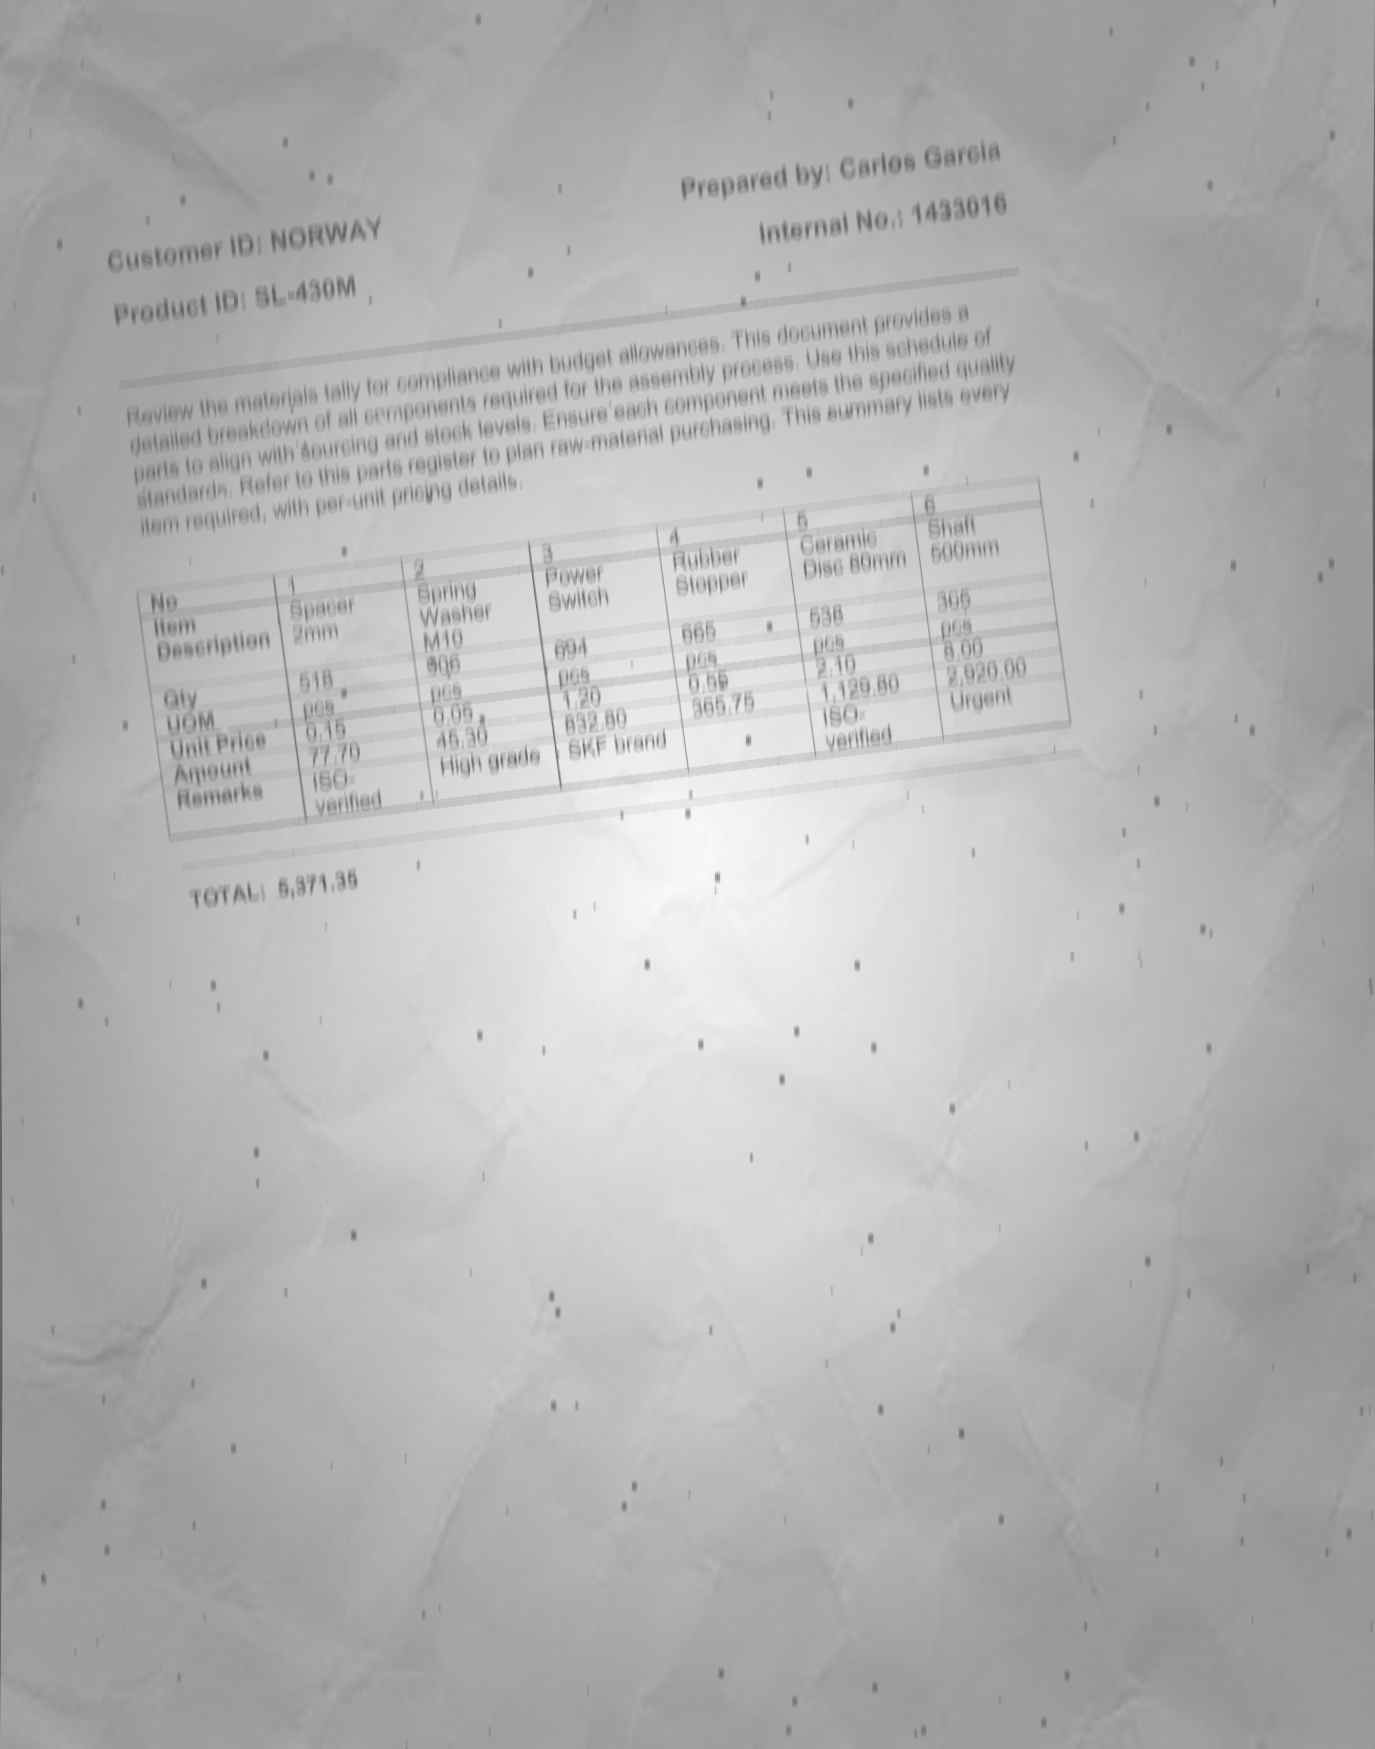 Prepared by: Carlos Garcia
Customer ID: NORWAY
Internal No.: 1433016
Product ID: SL-430M
Review the materials tally for compliance with budget allowances. This document provides a
detailed breakdown of all components required for the assembly process. Use this schedule of
parts to align with sourcing and stock levels. Ensure each component meets the specified quality
standards. Refer to this parts register to plan raw-material purchasing. This summary lists every
item required, with per-unit pricing details.
No 1 2 3 4 5 6
Item Spacer Spring Power Rubber Ceramic Shaft
Description 2mm Washer Switch Stopper Disc 500mm
M10
Qty 518 906 694 665 538 365
UOM pcs pcs pcs pcs pcs pcs
Unit Price 0.15 0.05 1.20 0.55 2.10 8.00
Amount 77.70 45.30 832.80 365.75 1,129.80 2,920.00
Remarks ISO- High grade SKF brand ISO- Urgent
verified verified
TOTAL: 5,371.35